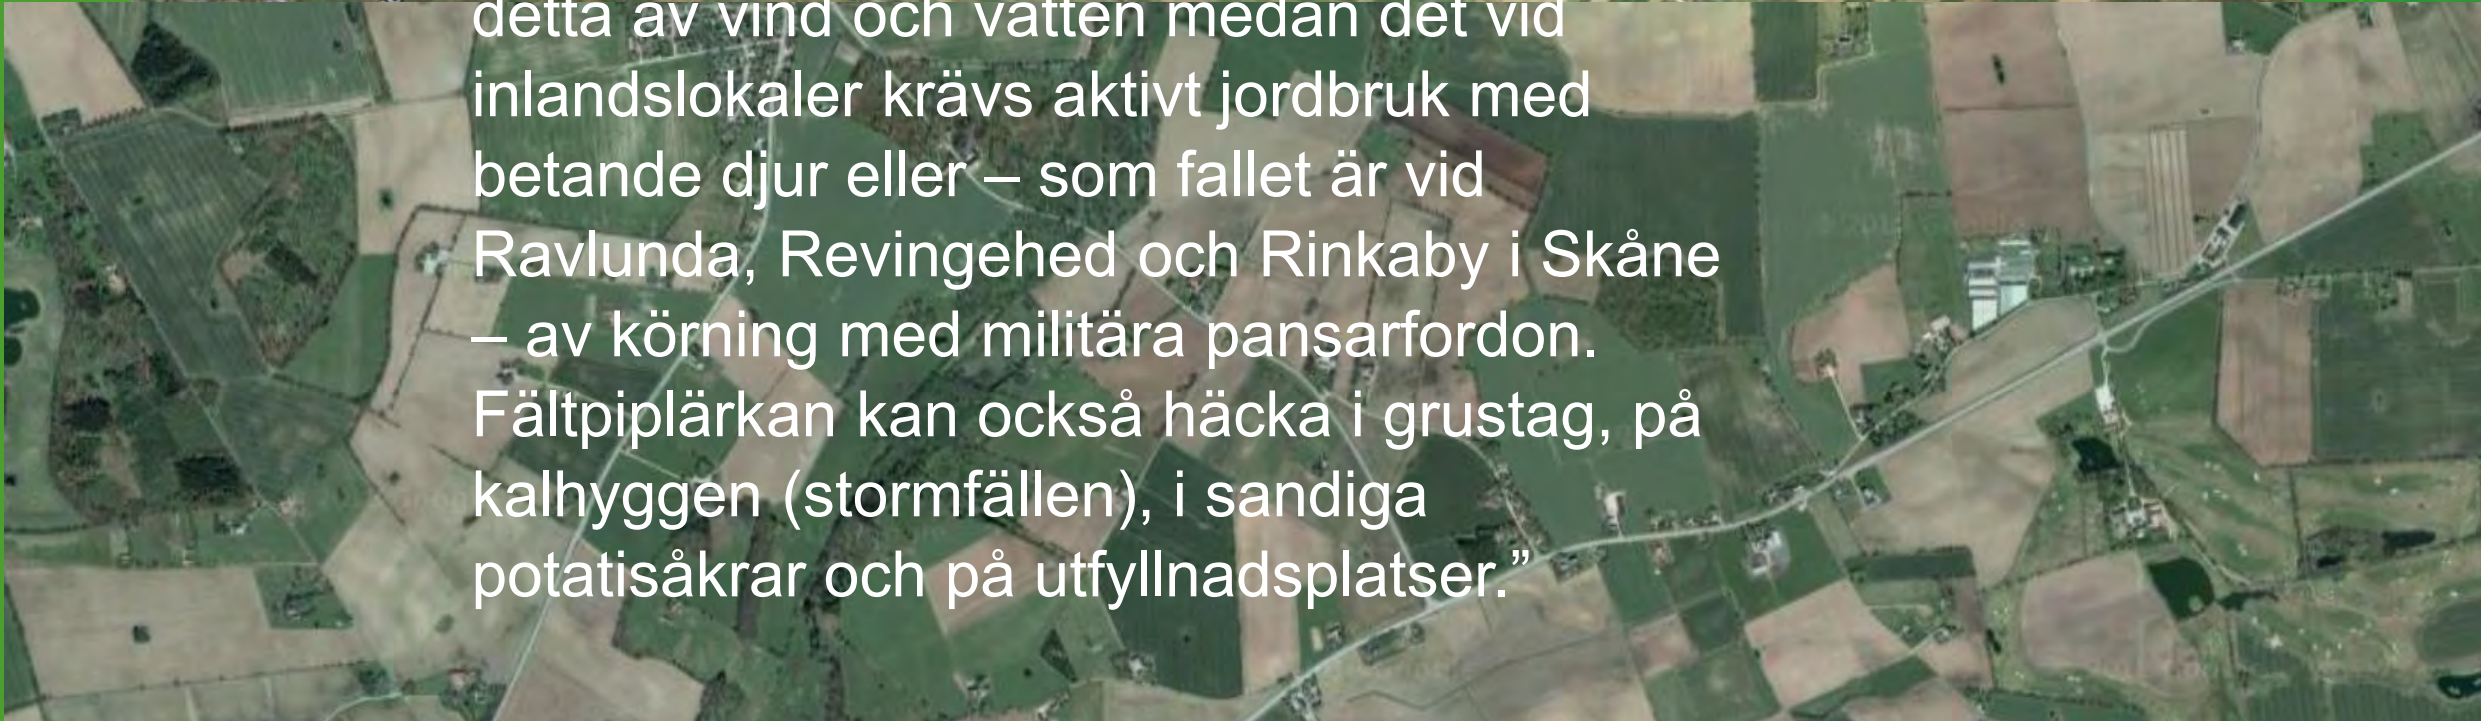 detta av vind och vatten medan det vid
inlandslokaler krävs aktivt jordbruk med
betande djur eller – som fallet är vid
Ravlunda, Revingehed och Rinkaby i Skåne
– av körning med militära pansarfordon.
Fältpiplärkan kan också häcka i grustag, på
kalhyggen (stormfällen), i sandiga
potatisåkrar och på utfyllnadsplatser.”